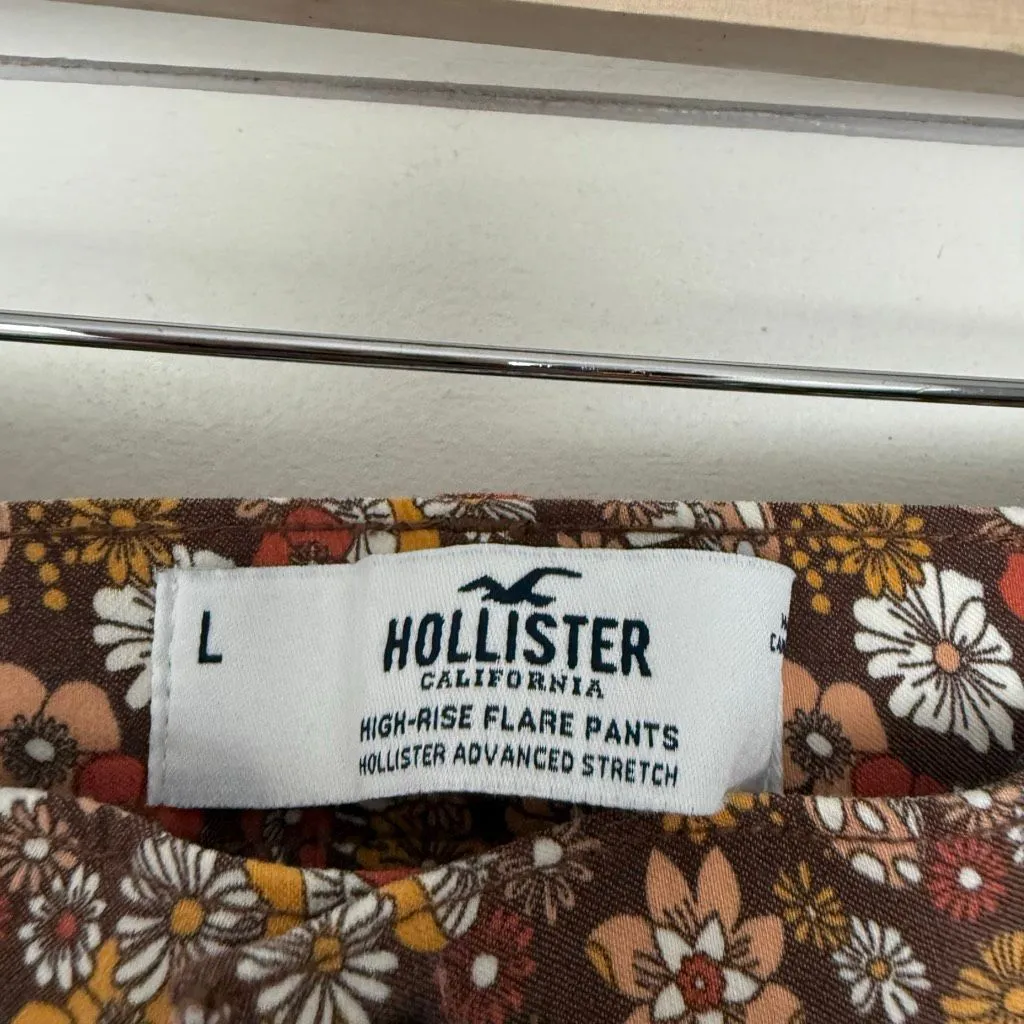 L
HOLLISTER
CALIFORNIA
HIGH-RISE FLARE PANTS
HOLLISTER ADVANCED STRETCH